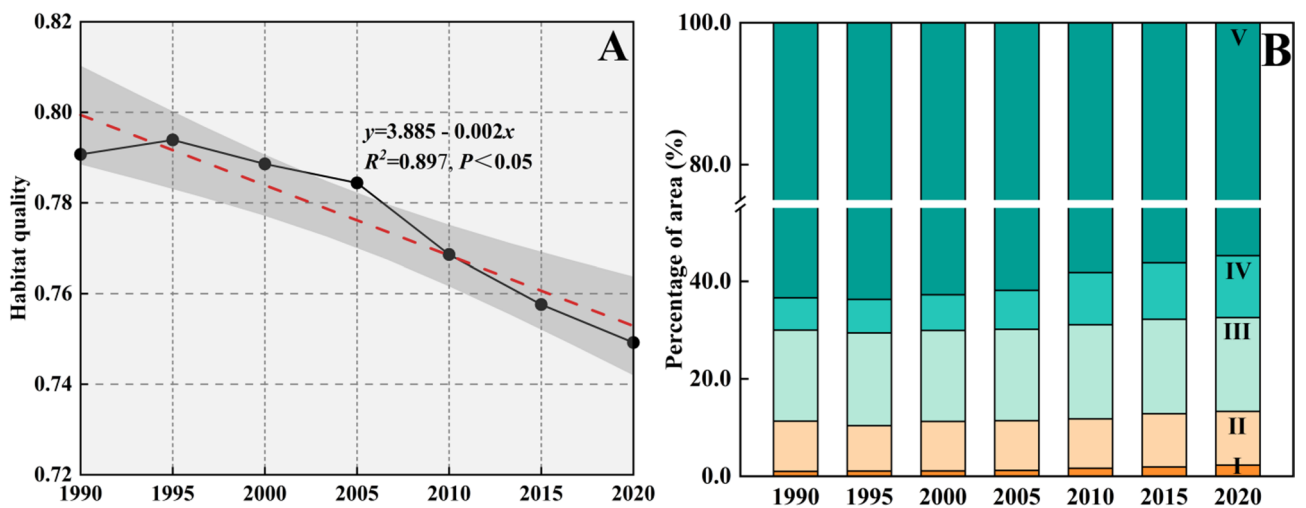 A
Habitat quality
0.82
0.80
0.78
0.76
0.74
0.72
y=3.885 - 0.002x
R²=0.897, P<0.05
1990 1995 2000 2005 2010 2015 2020
B
Percentage of area (%)
100.0
80.0
40.0
20.0
0.0
V
IV
III
II
I
1990 1995 2000 2005 2010 2015 2020